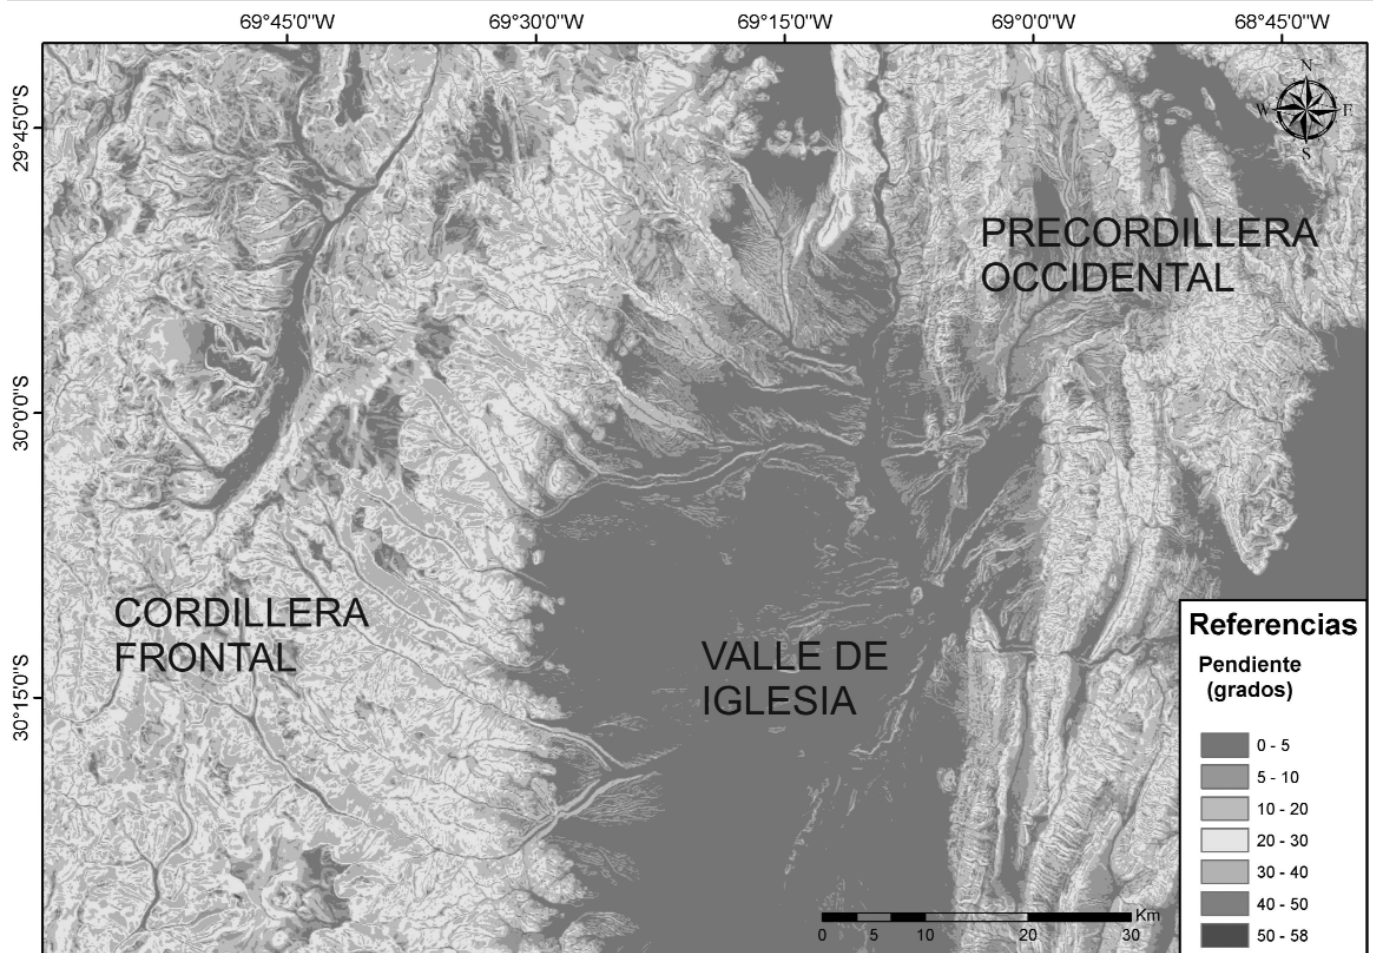 69°45'0"W 69°30'0"W 69°15'0"W 69°0'0"W 68°45'0"W
29°45'0"S
30°0'0"S
30°15'0"S
N
W E
S
PRECORDILLERA
OCCIDENTAL
CORDILLERA
FRONTAL
VALLE DE
IGLESIA
Referencias
Pendiente
(grados)
0 - 5
5 - 10
10 - 20
20 - 30
30 - 40
40 - 50
50 - 58
Km
0 5 10 20 30